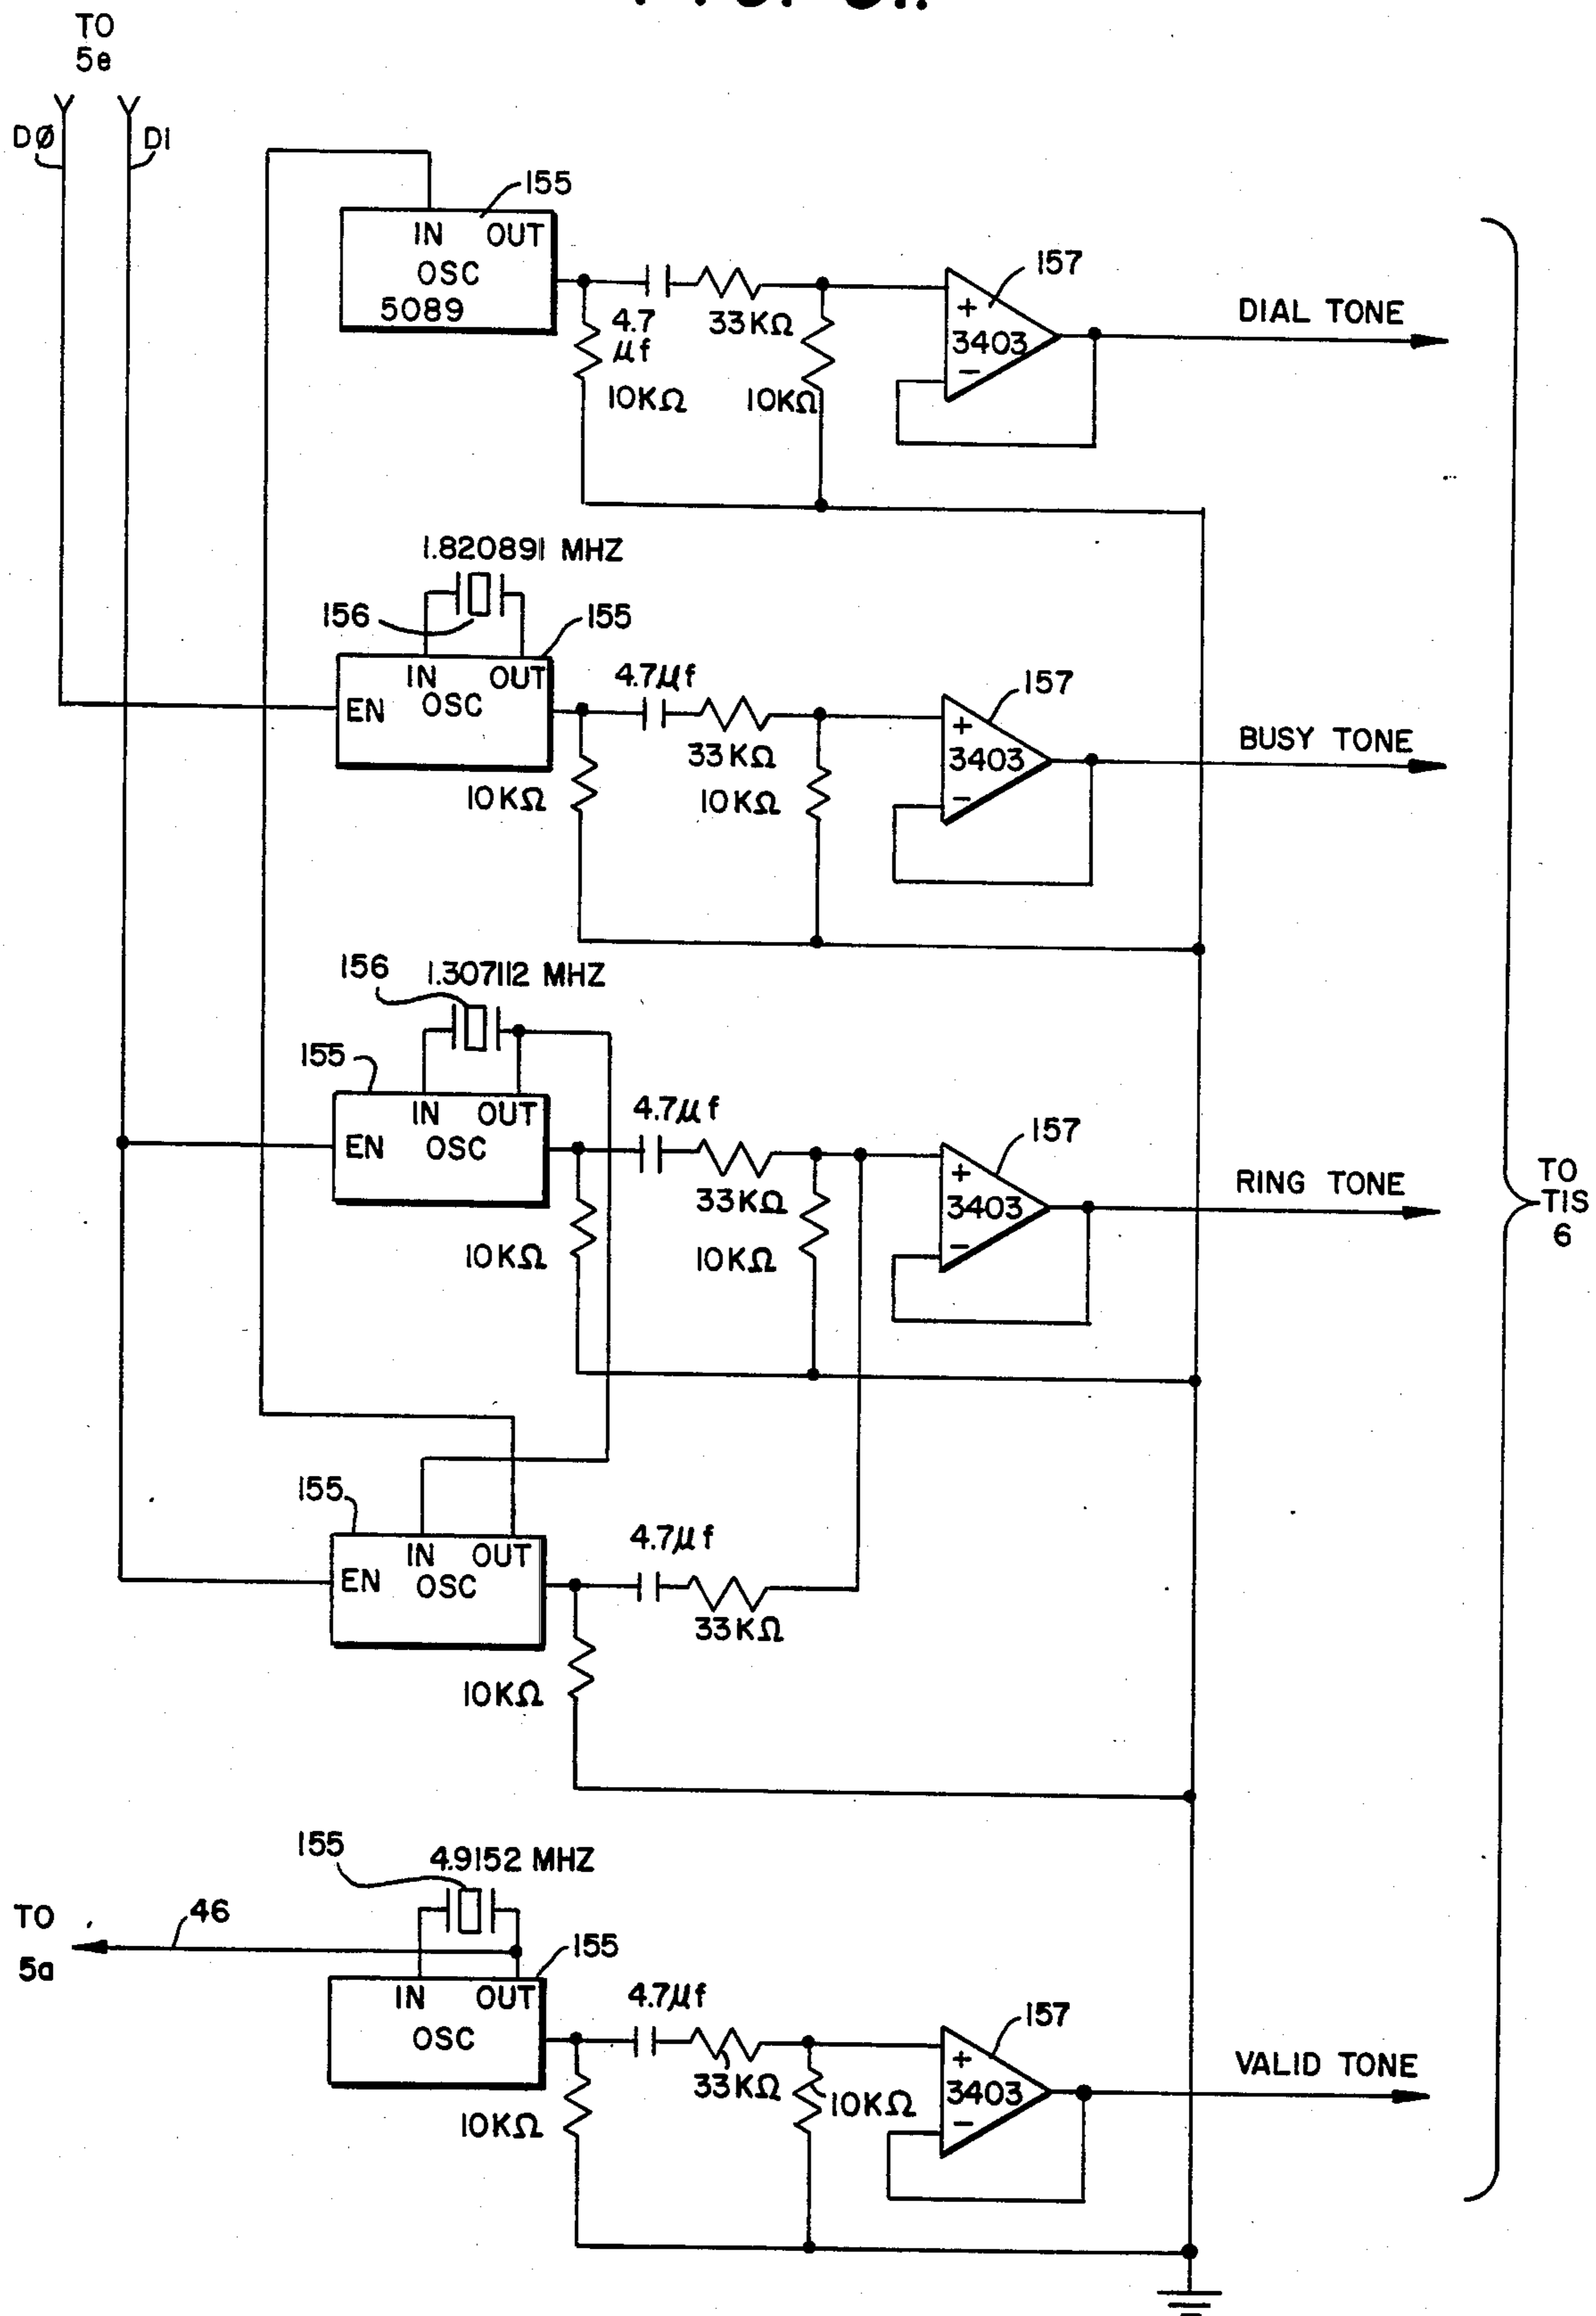 TO
5e
DØ
D1
155
IN OUT
OSC
5089
4.7
µf
33KΩ
10KΩ
10KΩ
157
+
3403
−
DIAL TONE
1.820891 MHZ
156
155
IN OUT
EN OSC
4.7µf
33KΩ
10KΩ
10KΩ
157
+
3403
−
BUSY TONE
156
1.307112 MHZ
155
IN OUT
EN OSC
4.7µf
33KΩ
10KΩ
10KΩ
157
+
3403
−
RING TONE
TO
TIS
6
155
IN OUT
EN OSC
4.7µf
33KΩ
10KΩ
155
4.9152 MHZ
TO
5a
46
155
IN OUT
OSC
4.7µf
33KΩ
10KΩ
10KΩ
157
+
3403
−
VALID TONE